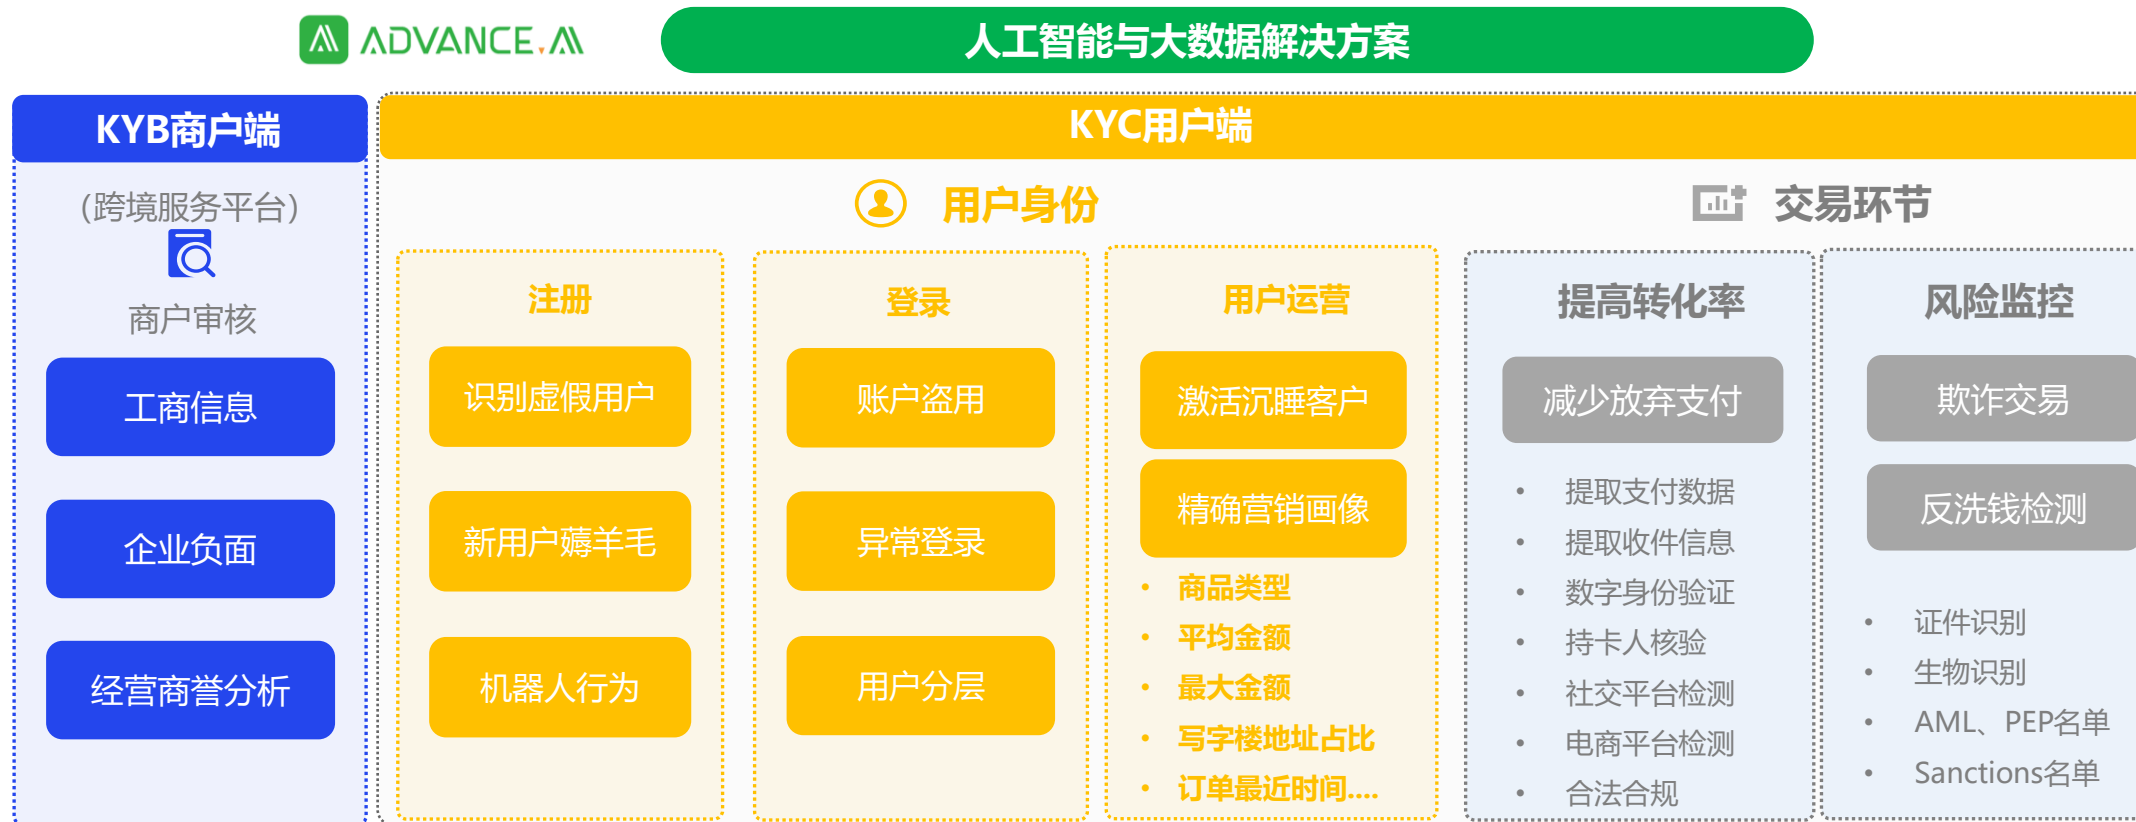 ADVANCE.AI
人工智能与大数据解决方案
KYB商户端
（跨境服务平台）
商户审核
工商信息
企业负面
经营商誉分析
KYC用户端
用户身份
注册
识别虚假用户
新用户薅羊毛
机器人行为
登录
账户盗用
异常登录
用户分层
用户运营
激活沉睡客户
精确营销画像
• 商品类型
• 平均金额
• 最大金额
• 写字楼地址占比
• 订单最近时间....
交易环节
提高转化率
减少放弃支付
• 提取支付数据
• 提取收件信息
• 数字身份验证
• 持卡人核验
• 社交平台检测
• 电商平台检测
• 合法合规
风险监控
欺诈交易
反洗钱检测
• 证件识别
• 生物识别
• AML、PEP名单
• Sanctions名单